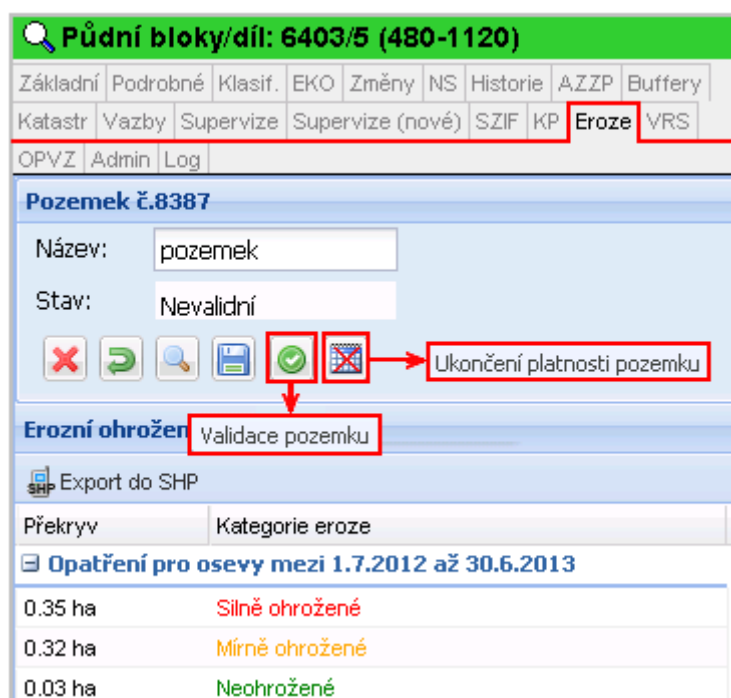 Půdní bloky/díl: 6403/5 (480-1120)
Základní Podrobné Klasif. EKO Změny NS Historie AZZP Buffery
Katastr Vazby Supervize Supervize (nové) SZIF KP Eroze VRS
OPVZ Admin Log
Pozemek č.8387
Název: pozemek
Stav: Nevalidní
Ukončení platnosti pozemku
Erozní ohrožen Validace pozemku
SHP Export do SHP
Překryv Kategorie eroze
Opatření pro osevy mezi 1.7.2012 až 30.6.2013
0.35 ha Silně ohrožené
0.32 ha Mírně ohrožené
0.03 ha Neohrožené